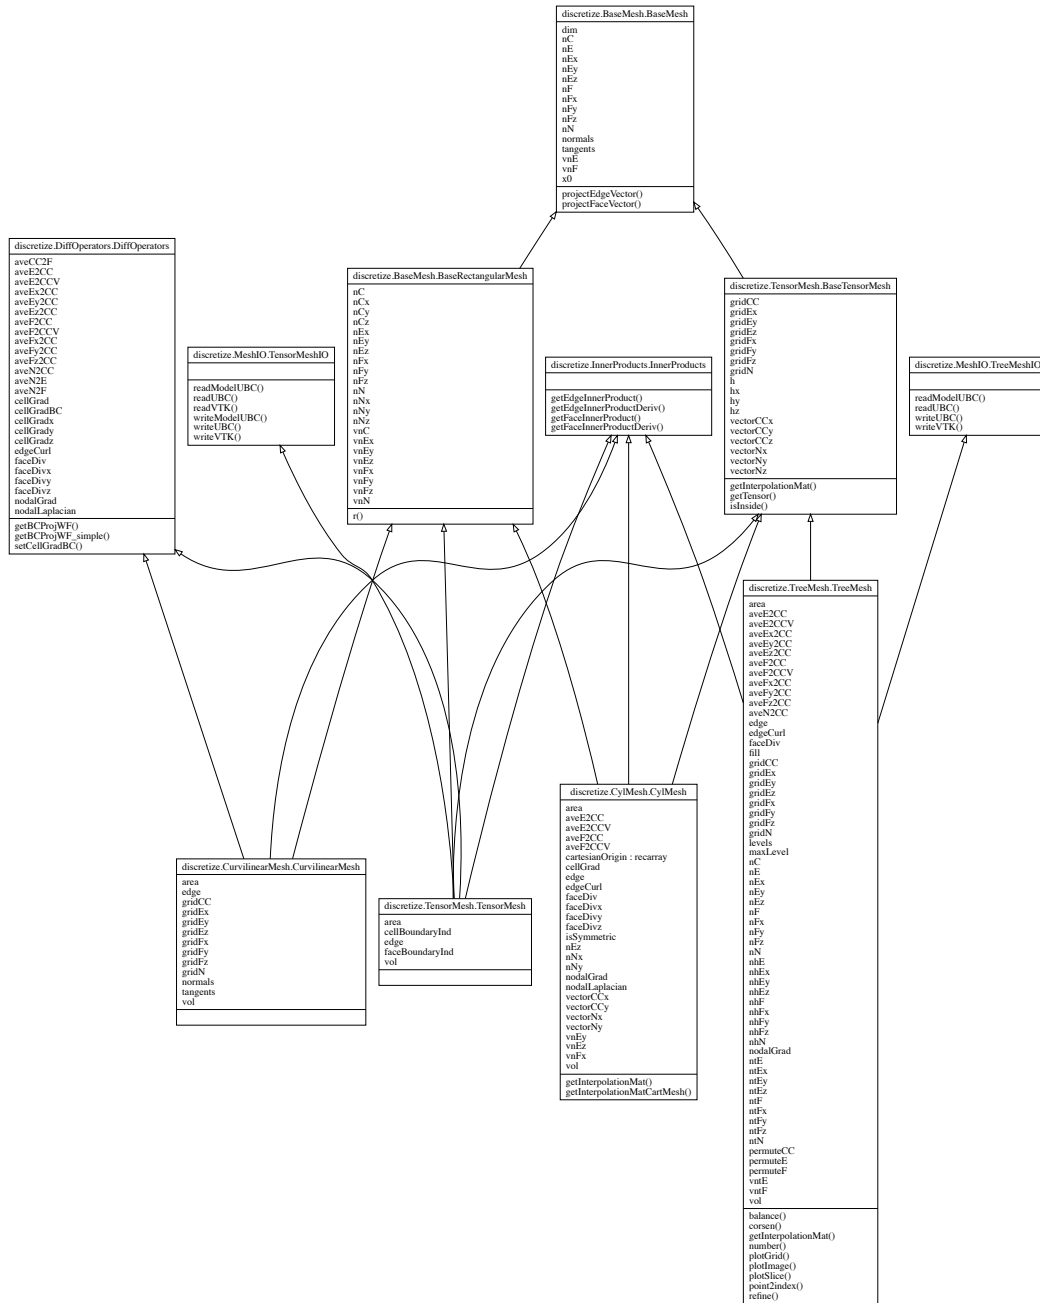 discretize.BaseMesh.BaseMesh
dim
nC
nE
nEx
nEy
nEz
nF
nFx
nFy
nFz
nN
normals
tangents
vnE
vnF
x0
projectEdgeVector()
projectFaceVector()
discretize.DiffOperators.DiffOperators
aveCC2F
aveE2CC
aveE2CCV
aveEx2CC
aveEy2CC
aveEz2CC
aveF2CC
aveF2CCV
aveFx2CC
aveFy2CC
aveFz2CC
aveN2CC
aveN2E
aveN2F
cellGrad
cellGradBC
cellGradx
cellGrady
cellGradz
edgeCurl
faceDiv
faceDivx
faceDivy
faceDivz
nodalGrad
nodalLaplacian
getBCProjWF()
getBCProjWF_simple()
setCellGradBC()
discretize.MeshIO.TensorMeshIO
readModelUBC()
readUBC()
readVTK()
writeModelUBC()
writeUBC()
writeVTK()
discretize.BaseMesh.BaseRectangularMesh
nC
nCx
nCy
nCz
nEx
nEy
nEz
nFx
nFy
nFz
nN
nNx
nNy
nNz
vnC
vnEx
vnEy
vnEz
vnFx
vnFy
vnFz
vnN
r()
discretize.InnerProducts.InnerProducts
getEdgeInnerProduct()
getEdgeInnerProductDeriv()
getFaceInnerProduct()
getFaceInnerProductDeriv()
discretize.TensorMesh.BaseTensorMesh
gridCC
gridEx
gridEy
gridEz
gridFx
gridFy
gridFz
gridN
h
hx
hy
hz
vectorCCx
vectorCCy
vectorCCz
vectorNx
vectorNy
vectorNz
getInterpolationMat()
getTensor()
isInside()
discretize.MeshIO.TreeMeshIO
readModelUBC()
readUBC()
writeUBC()
writeVTK()
discretize.CurvilinearMesh.CurvilinearMesh
area
edge
gridCC
gridEx
gridEy
gridEz
gridFx
gridFy
gridFz
gridN
normals
tangents
vol
discretize.TensorMesh.TensorMesh
area
cellBoundaryInd
edge
faceBoundaryInd
vol
discretize.CylMesh.CylMesh
area
aveE2CC
aveE2CCV
aveF2CC
aveF2CCV
cartesianOrigin : recarray
cellGrad
edge
edgeCurl
faceDiv
faceDivx
faceDivy
faceDivz
isSymmetric
nEz
nNx
nNy
nodalGrad
nodalLaplacian
vectorCCx
vectorCCy
vectorNx
vectorNy
vnEy
vnEz
vnFx
vol
getInterpolationMat()
getInterpolationMatCartMesh()
discretize.TreeMesh.TreeMesh
area
aveE2CC
aveE2CCV
aveEx2CC
aveEy2CC
aveEz2CC
aveF2CC
aveF2CCV
aveFx2CC
aveFy2CC
aveFz2CC
aveN2CC
edge
edgeCurl
faceDiv
fill
gridCC
gridEx
gridEy
gridEz
gridFx
gridFy
gridFz
gridN
levels
maxLevel
nC
nE
nEx
nEy
nEz
nF
nFx
nFy
nFz
nN
nhE
nhEx
nhEy
nhEz
nhF
nhFx
nhFy
nhFz
nhN
nodalGrad
ntE
ntEx
ntEy
ntEz
ntF
ntFx
ntFy
ntFz
ntN
permuteCC
permuteE
permuteF
vntE
vntF
vol
balance()
corsen()
getInterpolationMat()
number()
plotGrid()
plotImage()
plotSlice()
point2index()
refine()